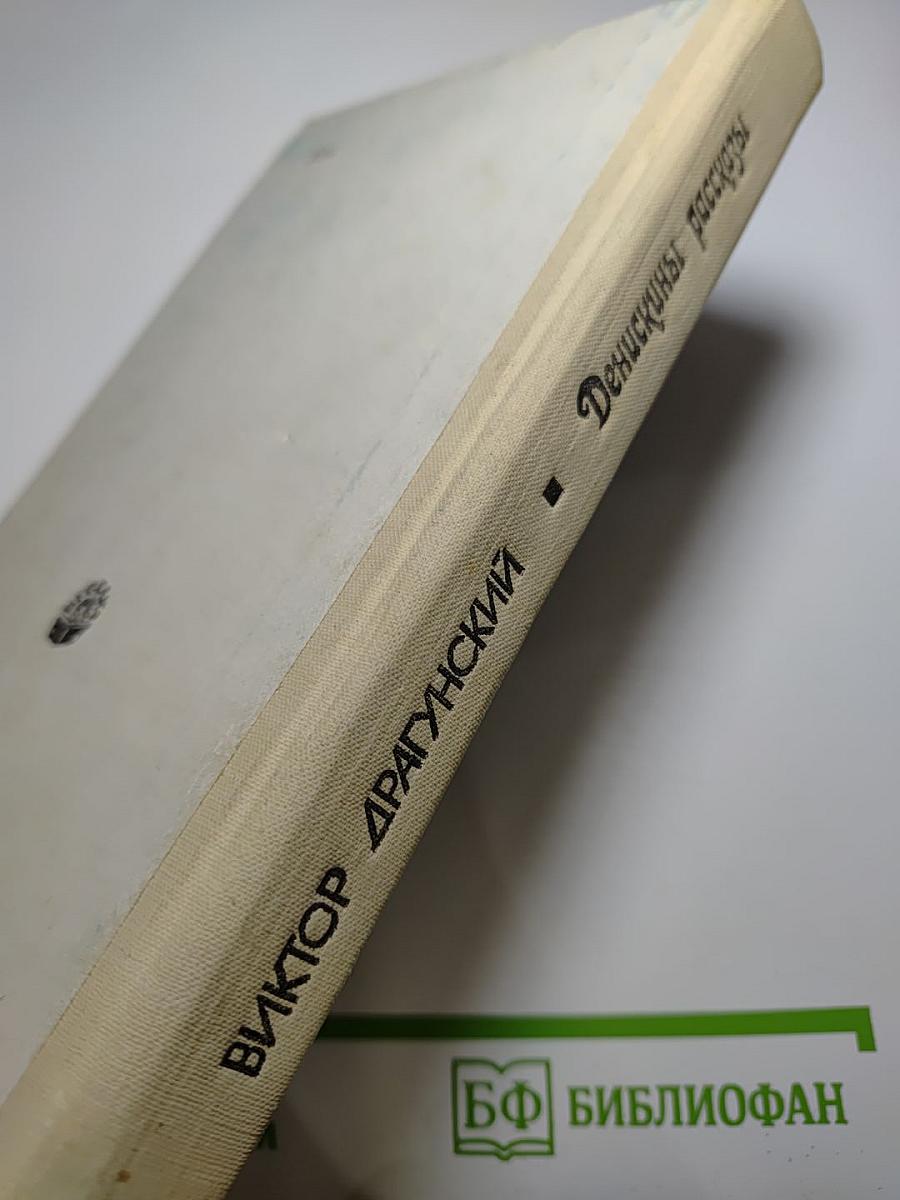 ВИКТОР ДРАГУНСКИЙ ▪ Денискины рассказы
БФ БИБЛИОФАН